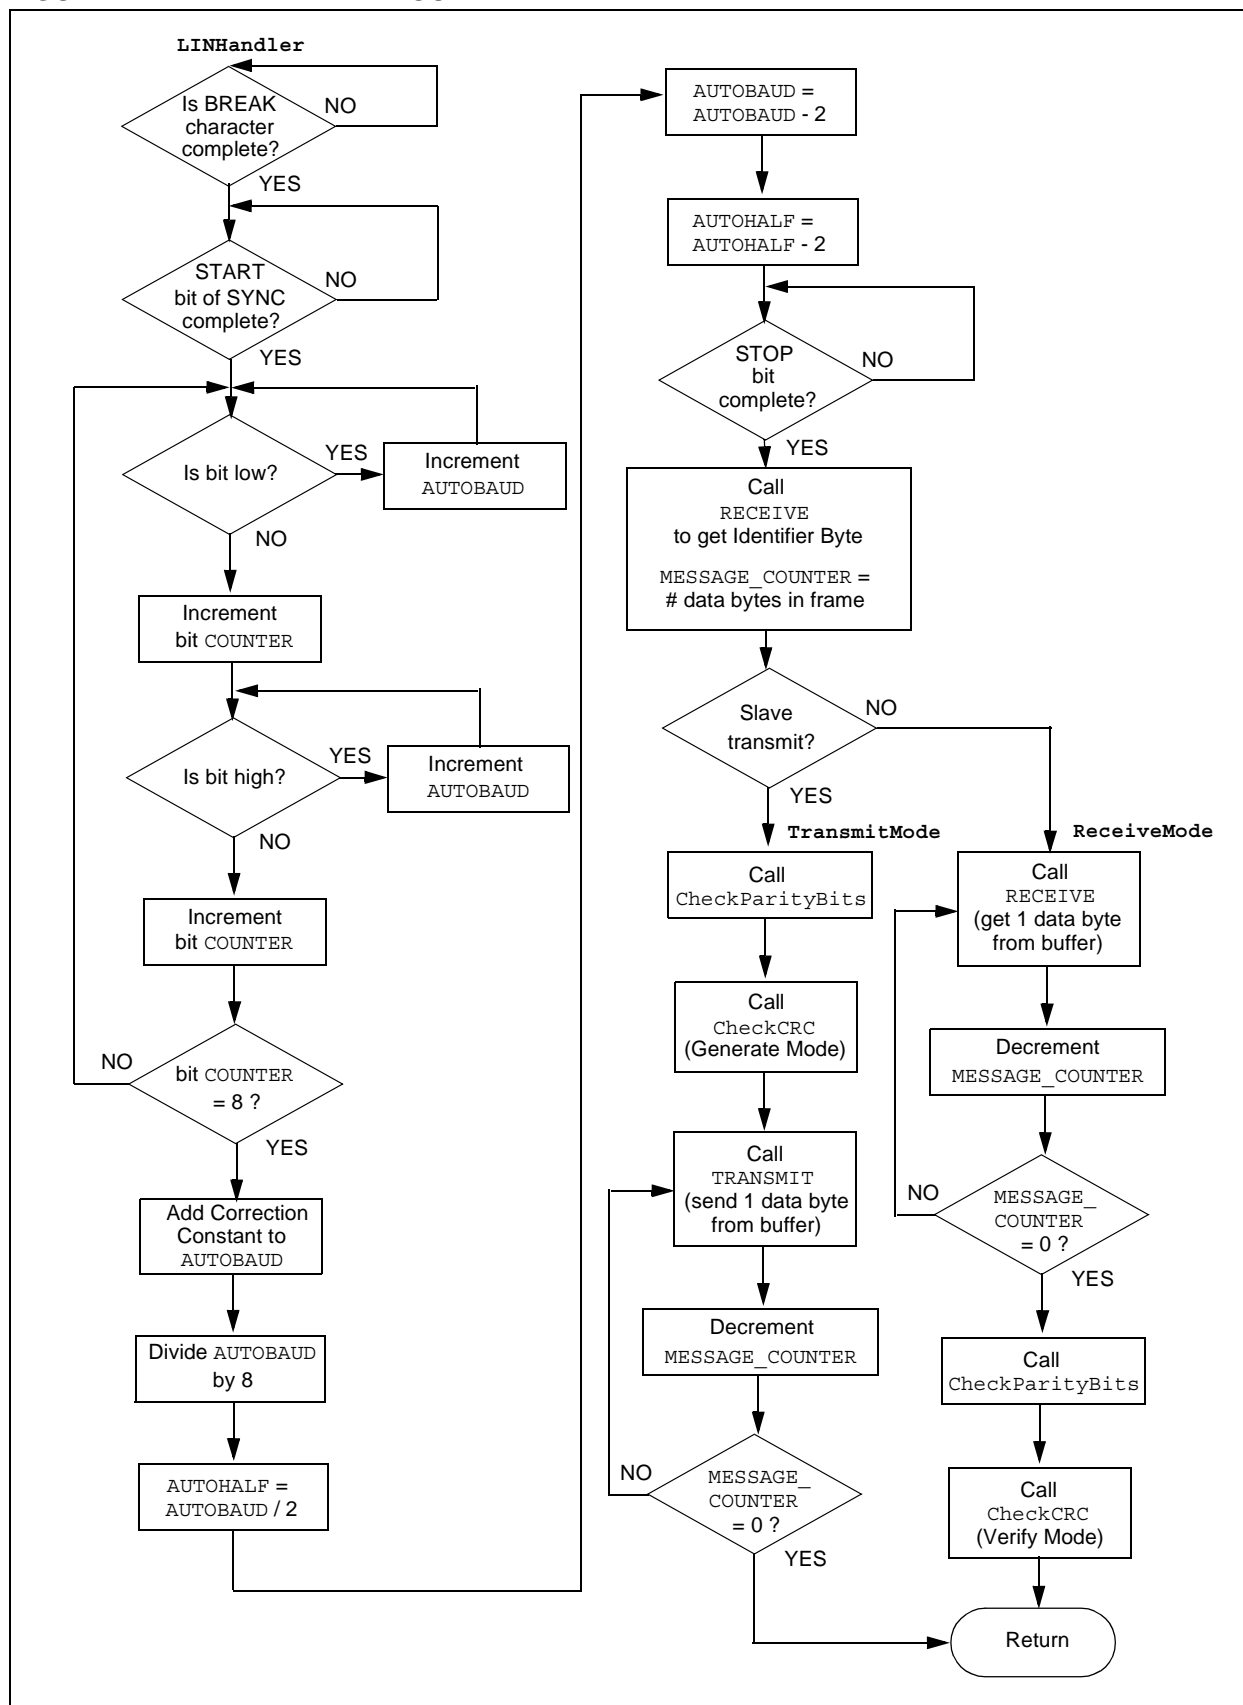 LINHandler
Is BREAK
character
complete?
NO
YES
START
bit of SYNC
complete?
NO
YES
Is bit low?
YES
Increment
AUTOBAUD
NO
Increment
bit COUNTER
Is bit high?
YES
Increment
AUTOBAUD
NO
Increment
bit COUNTER
NO
bit COUNTER
= 8 ?
YES
Add Correction
Constant to
AUTOBAUD
Divide AUTOBAUD
by 8
AUTOHALF =
AUTOBAUD / 2
AUTOBAUD =
AUTOBAUD - 2
AUTOHALF =
AUTOHALF - 2
STOP
bit
complete?
NO
YES
Call
RECEIVE
to get Identifier Byte
MESSAGE_COUNTER =
# data bytes in frame
Slave
transmit?
NO
YES
TransmitMode
Call
CheckParityBits
Call
CheckCRC
(Generate Mode)
Call
TRANSMIT
(send 1 data byte
from buffer)
Decrement
MESSAGE_COUNTER
NO
MESSAGE_
COUNTER
= 0 ?
YES
ReceiveMode
Call
RECEIVE
(get 1 data byte
from buffer)
Decrement
MESSAGE_COUNTER
NO
MESSAGE_
COUNTER
= 0 ?
YES
Call
CheckParityBits
Call
CheckCRC
(Verify Mode)
Return